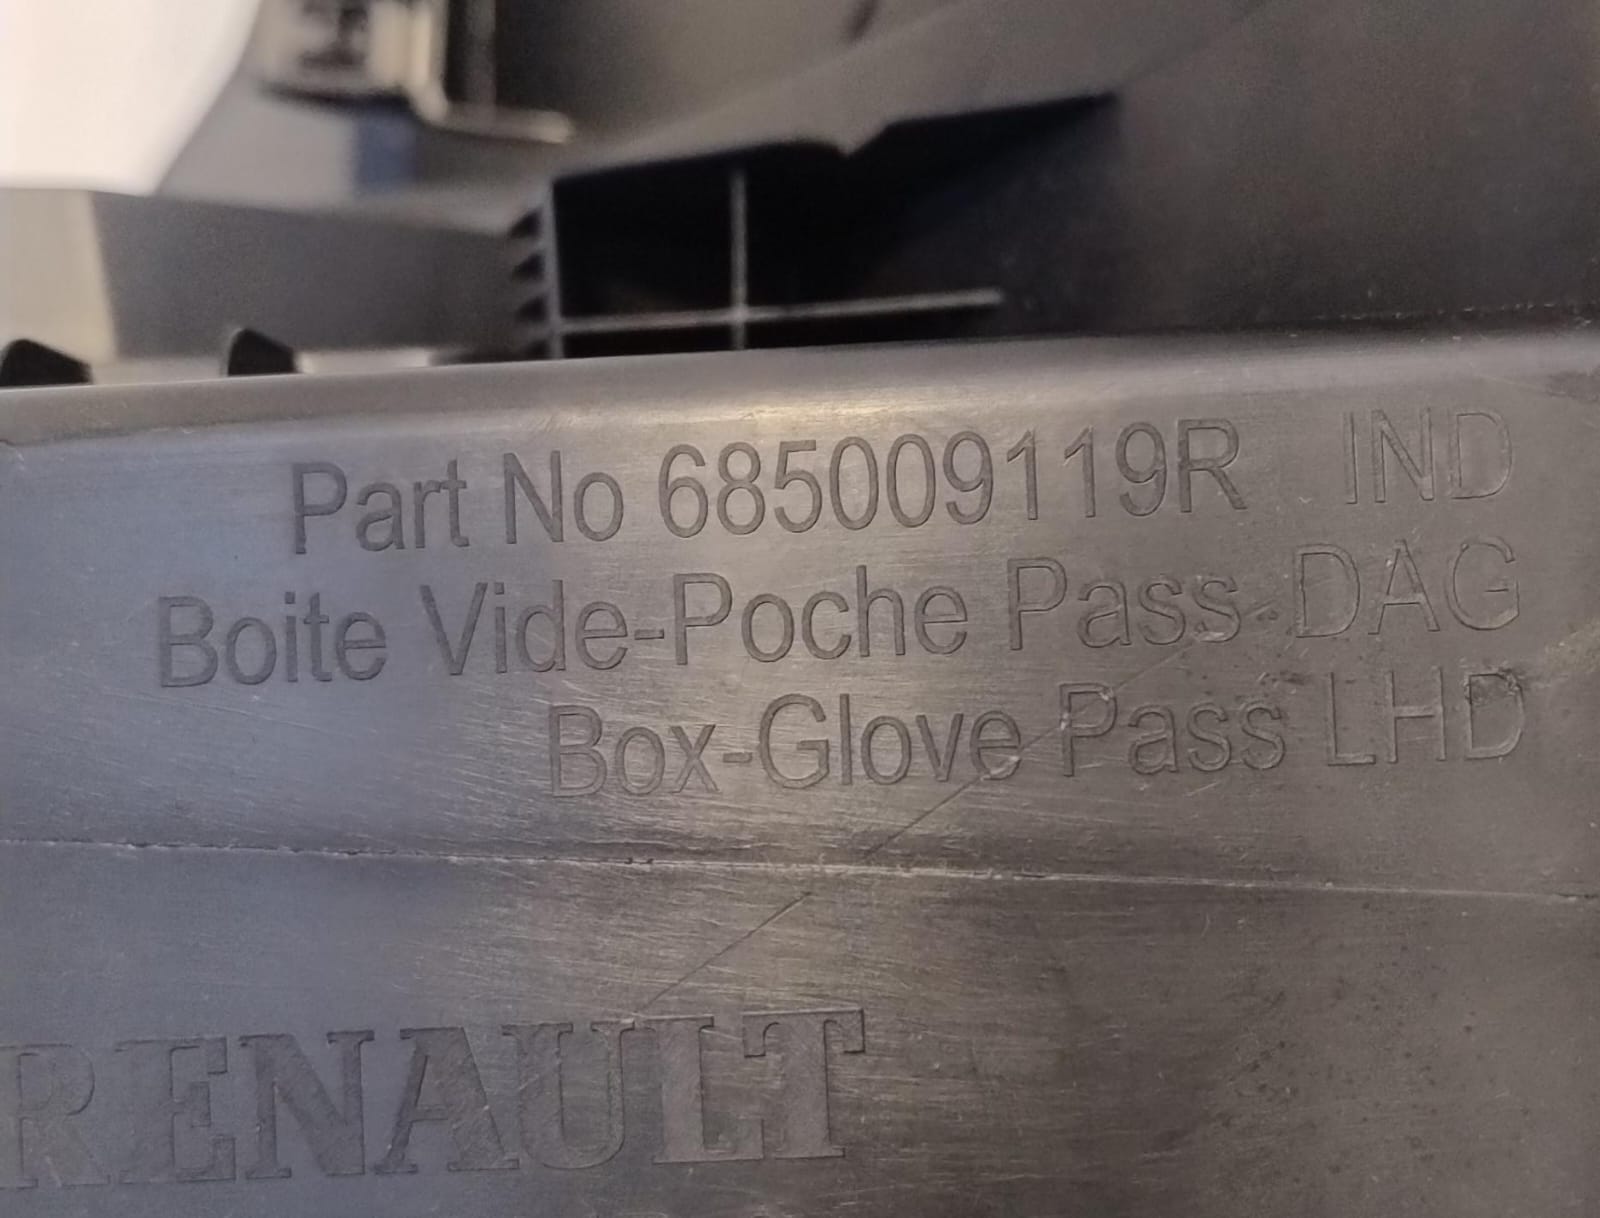 Part No 685009119R IND
Boite Vide-Poche Pass DAG
Box-Glove Pass LHD
RENAULT